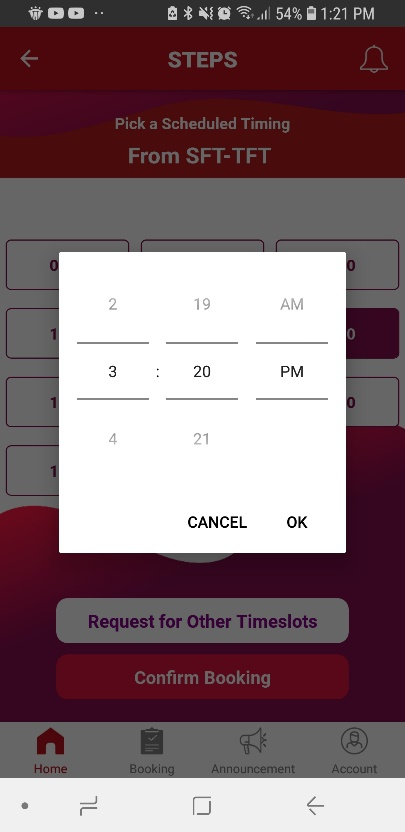 54% 1:21 PM
STEPS
Pick a Scheduled Timing
From SFT-TFT
2 19 AM
3 : 20 PM
4 21
CANCEL OK
Request for Other Timeslots
Confirm Booking
Home Booking Announcement Account